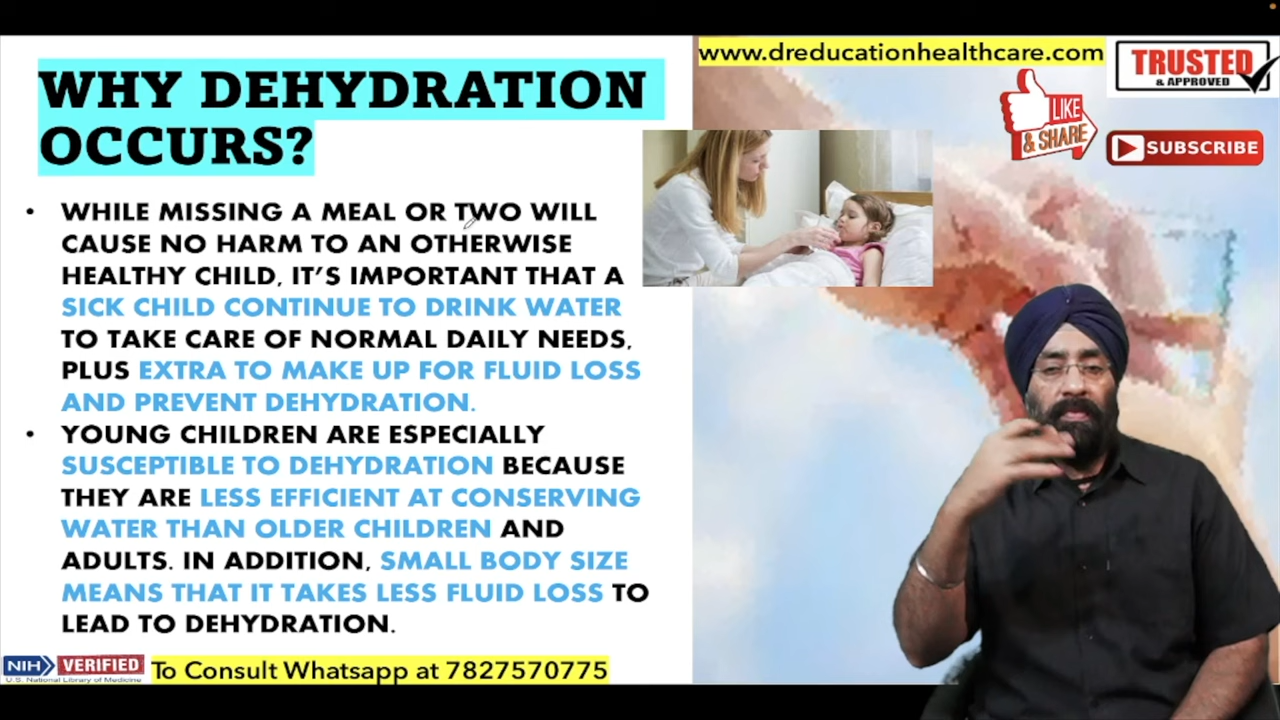 www.dreducationhealthcare.com
TRUSTED
& APPROVED
LIKE
& SHARE
SUBSCRIBE
WHY DEHYDRATION
OCCURS?
• WHILE MISSING A MEAL OR TWO WILL
CAUSE NO HARM TO AN OTHERWISE
HEALTHY CHILD, IT'S IMPORTANT THAT A
SICK CHILD CONTINUE TO DRINK WATER
TO TAKE CARE OF NORMAL DAILY NEEDS,
PLUS EXTRA TO MAKE UP FOR FLUID LOSS
AND PREVENT DEHYDRATION.
• YOUNG CHILDREN ARE ESPECIALLY
SUSCEPTIBLE TO DEHYDRATION BECAUSE
THEY ARE LESS EFFICIENT AT CONSERVING
WATER THAN OLDER CHILDREN AND
ADULTS. IN ADDITION, SMALL BODY SIZE
MEANS THAT IT TAKES LESS FLUID LOSS TO
LEAD TO DEHYDRATION.
NIH VERIFIED
U.S. National Library of Medicine
To Consult Whatsapp at 7827570775